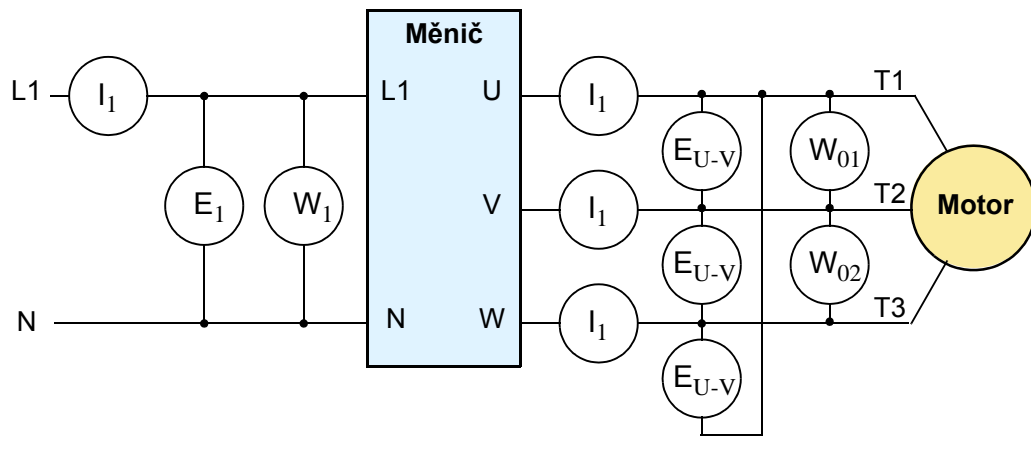 Měnič
L1 I1 L1 U I1 T1
EU-V W01
E1 W1 V I1 T2 Motor
EU-V W02
N N W I1 T3
EU-V